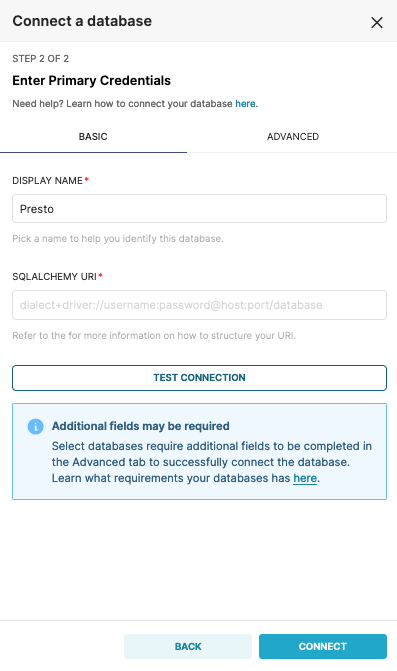 Connect a database
STEP 2 OF 2
Enter Primary Credentials
Need help? Learn how to connect your database here.
BASIC
ADVANCED
DISPLAY NAME*
Presto
Pick a name to help you identify this database.
SQLALCHEMY URI*
dialect+driver://username:password@host:port/database
Refer to the for more information on how to structure your URI.
TEST CONNECTION
Additional fields may be required
Select databases require additional fields to be completed in
the Advanced tab to successfully connect the database.
Learn what requirements your databases has here.
BACK
CONNECT